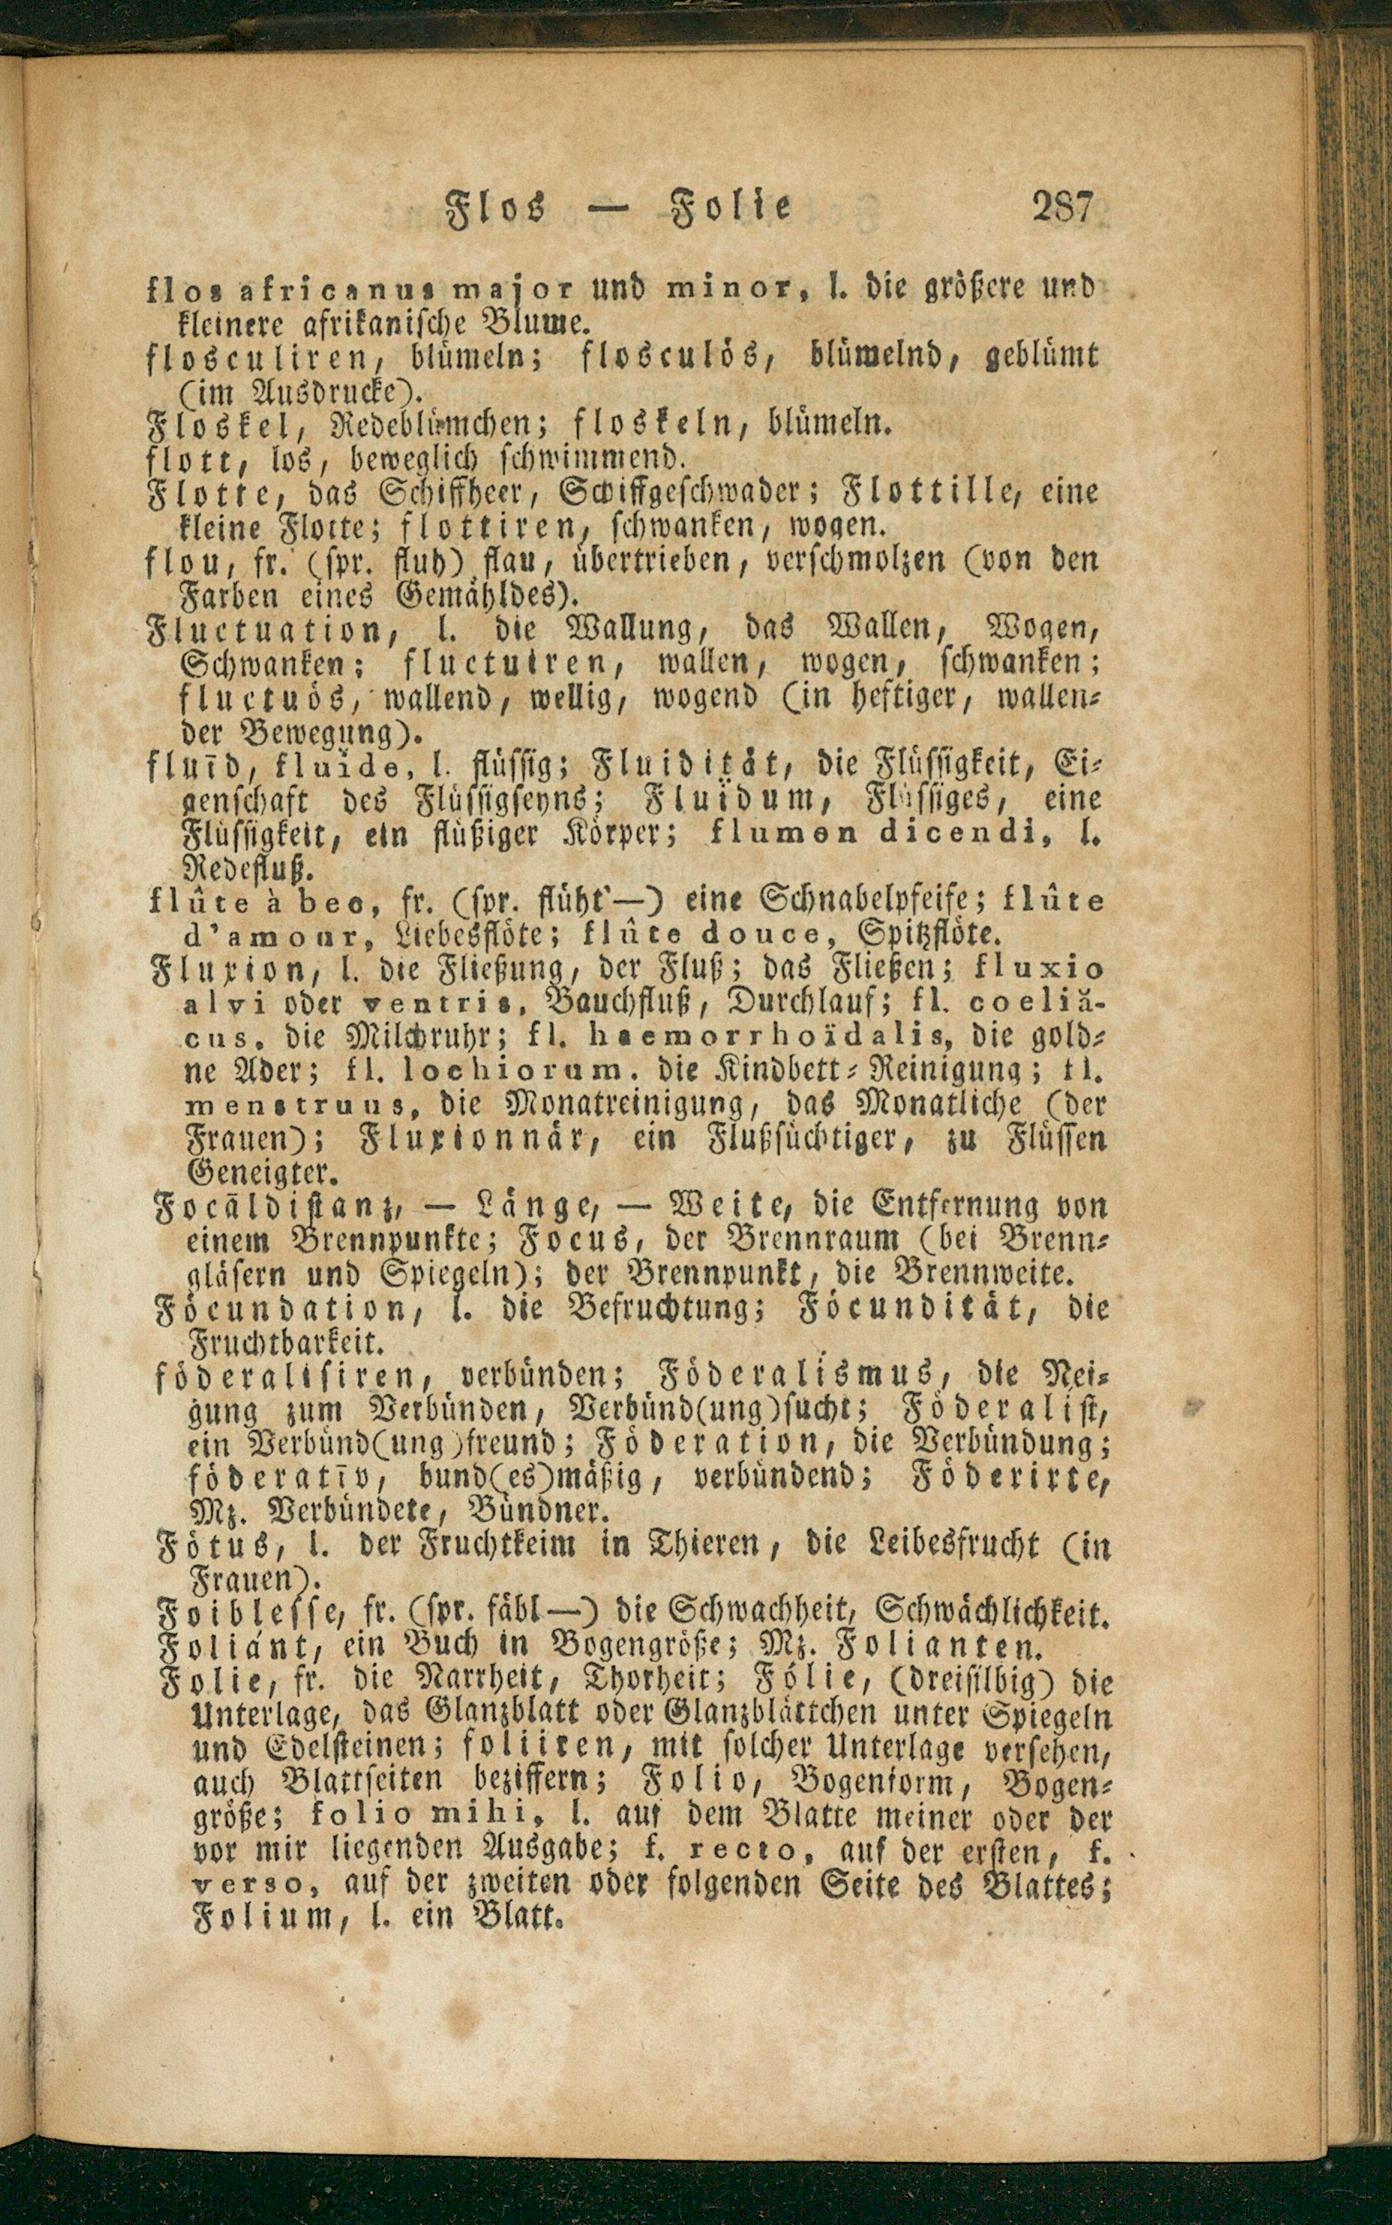 Flos — Folie 287
flos africanus major und minor, l. die größere und
kleinere afrikanische Blume.
flosculiren, blümeln; flosculös, blümelnd, geblümt
(im Ausdrucke).
Floskel, Redeblümchen; floskeln, blümeln.
flott, los, beweglich schwimmend.
Flotte, das Schiffheer, Schiffgeschwader; Flottille, eine
kleine Flotte; flottiren, schwanken, wogen.
flou, fr. (spr. fluh) flau, übertrieben, verschmolzen (von den
Farben eines Gemähldes).
Fluctuation, l. die Wallung, das Wallen, Wogen,
Schwanken; fluctuiren, wallen, wogen, schwanken;
fluctuös, wallend, wellig, wogend (in heftiger, wallen-
der Bewegung).
fluīd, fluïde, l. flüssig; Fluidität, die Flüssigkeit, Ei-
genschaft des Flüssigseyns; Fluïdum, Flüssiges, eine
Flüssigkeit, ein flüßiger Körper; flumen dicendi, l.
Redefluß.
flûte à bec, fr. (spr. flüht'—) eine Schnabelpfeife; flûte
d'amour, Liebesflöte; flûte douce, Spitzflöte.
Fluxion, l. die Fließung, der Fluß; das Fließen; fluxio
alvi oder ventris, Bauchfluß, Durchlauf; fl. coeliă-
cus, die Milchruhr; fl. haemorrhoïdalis, die gold-
ne Ader; fl. lochiorum, die Kindbett-Reinigung; fl.
menstruus, die Monatreinigung, das Monatliche (der
Frauen); Fluxionnär, ein Flußsüchtiger, zu Flüssen
Geneigter.
Focāldistanz, — Länge, — Weite, die Entfernung von
einem Brennpunkte; Focus, der Brennraum (bei Brenn-
gläsern und Spiegeln); der Brennpunkt, die Brennweite.
Föcundation, l. die Befruchtung; Föcundität, die
Fruchtbarkeit.
föderalisiren, verbünden; Föderalismus, die Nei-
gung zum Verbünden, Verbünd(ung)sucht; Föderalist,
ein Verbünd(ung)freund; Föderation, die Verbündung;
föderatīv, bund(es)mäßig, verbündend; Föderirte,
Mz. Verbündete, Bündner.
Fötus, l. der Fruchtkeim in Thieren, die Leibesfrucht (in
Frauen).
Foiblesse, fr. (spr. fäbl—) die Schwachheit, Schwächlichkeit.
Foliánt, ein Buch in Bogengröße; Mz. Folianten.
Folie, fr. die Narrheit, Thorheit; Fólie, (dreisilbig) die
Unterlage, das Glanzblatt oder Glanzblättchen unter Spiegeln
und Edelsteinen; foliiren, mit solcher Unterlage versehen,
auch Blattseiten beziffern; Folio, Bogenform, Bogen-
größe; folio mihi, l. auf dem Blatte meiner oder der
vor mir liegenden Ausgabe; f. recto, auf der ersten, f.
verso, auf der zweiten oder folgenden Seite des Blattes;
Folium, l. ein Blatt.